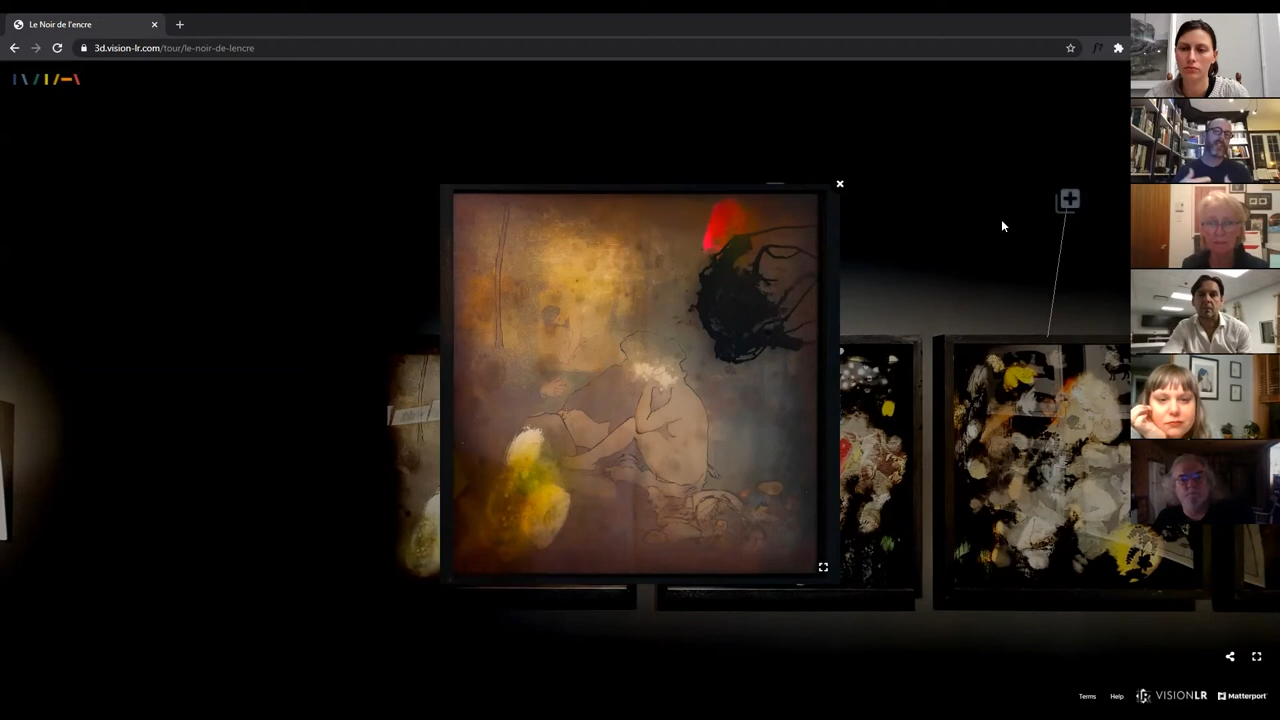 Le Noir de l'encre
3d.vision-lr.com/tour/le-noir-de-lencre
f?
Terms
Help
VISIONLR
Matterport